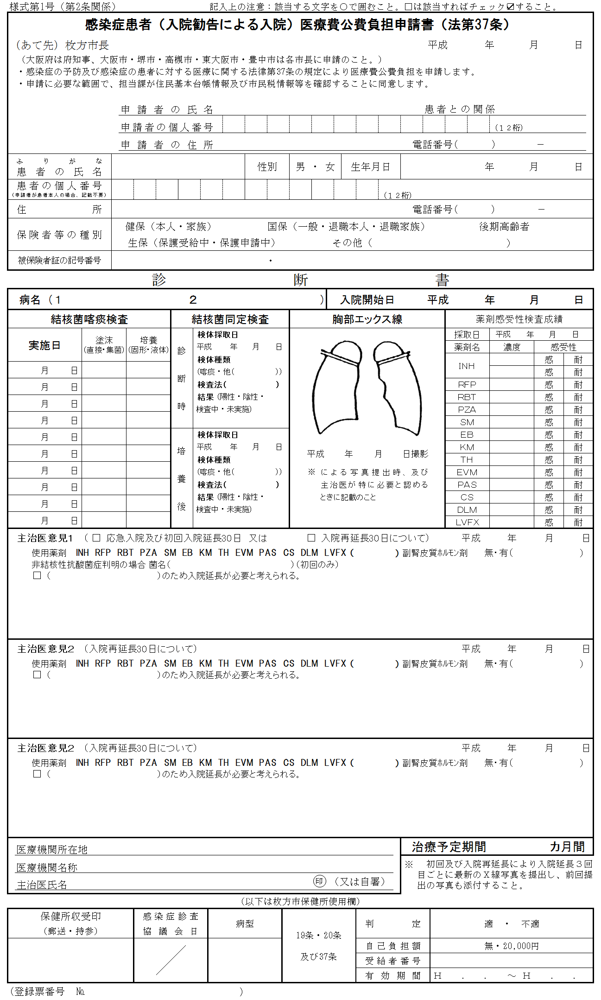 様式第1号（第2条関係）　記入上の注意：該当する文字を〇で囲むこと。□は該当すればチェック☑すること。
感染症患者（入院勧告による入院）医療費公費負担申請書（法第37条）
（あて先）枚方市長　平成　年　月　日
（大阪府は府知事、大阪市・堺市・高槻市・東大阪市・豊中市は各市長に申請のこと。）
・感染症の予防及び感染症の患者に対する医療に関する法律第37条の規定により医療費公費負担を申請します。
・申請に必要な範囲で、担当課が住民基本台帳情報及び市民税情報等を確認することに同意します。
申請者の氏名　患者との関係
申請者の個人番号　（１２桁）
申請者の住所　電話番号（　）　－
ふりがな
患者の氏名　性別　男・女　生年月日　年　月　日
患者の個人番号
（申請者が患者本人の場合、記載不要）　（１２桁）
住所　電話番号（　）　－
保険者等の種別　健保（本人・家族）　国保（一般・退職本人・退職家族）　後期高齢者
生保（保護受給中・保護申請中）　その他（　）
被保険者証の記号番号　・
診断書
病名（1　2　）　入院開始日　平成　年　月　日
結核菌喀痰検査
実施日　塗沫（直接・集菌）　培養（固形・液体）
月　日
月　日
月　日
月　日
月　日
月　日
月　日
月　日
月　日
月　日
結核菌同定検査
診断時
検体採取日
平成　年　月　日
検体種類
（喀痰・他（　））
検査法（　）
結果（陽性・陰性・
検査中・未実施）
培養後
検体採取日
平成　年　月　日
検体種類
（喀痰・他（　））
検査法（　）
結果（陽性・陰性・
検査中・未実施）
胸部エックス線
平成　年　月　日撮影
※による写真提出時、及び
主治医が特に必要と認める
ときに記載のこと
薬剤感受性検査成績
採取日　平成　年　月　日
薬剤名　濃度　感受性
INH　感　耐
感　耐
RFP　感　耐
RBT　感　耐
PZA　感　耐
SM　感　耐
EB　感　耐
KM　感　耐
TH　感　耐
EVM　感　耐
PAS　感　耐
CS　感　耐
DLM　感　耐
LVFX　感　耐
主治医意見1　（□ 応急入院及び初回入院延長30日 又は　□ 入院再延長30日について）　平成　年　月　日
使用薬剤　INH RFP RBT PZA SM EB KM TH EVM PAS CS DLM LVFX（　）副腎皮質ﾎﾙﾓﾝ剤　無・有（　）
非結核性抗酸菌症判明の場合 菌名（　）（初回のみ）
□（　）のため入院延長が必要と考えられる。
主治医意見2　（入院再延長30日について）　平成　年　月　日
使用薬剤　INH RFP RBT PZA SM EB KM TH EVM PAS CS DLM LVFX（　）副腎皮質ﾎﾙﾓﾝ剤　無・有（　）
□（　）のため入院延長が必要と考えられる。
主治医意見2　（入院再延長30日について）　平成　年　月　日
使用薬剤　INH RFP RBT PZA SM EB KM TH EVM PAS CS DLM LVFX（　）副腎皮質ﾎﾙﾓﾝ剤　無・有（　）
□（　）のため入院延長が必要と考えられる。
医療機関所在地
医療機関名称
主治医氏名　㊞　（又は自署）
治療予定期間　カ月間
※　初回及び入院再延長により入院延長３回
目ごとに最新のＸ線写真を提出し、前回提
出の写真も添付すること。
（以下は枚方市保健所使用欄）
保健所収受印
（郵送・持参）
感染症診査
協議会日
病型
19条・20条
及び37条
判定　適　・　不適
自己負担額　無・20,000円
受給者番号
有効期間　H　.　.　～　H　.　.
（登録票番号　№　）